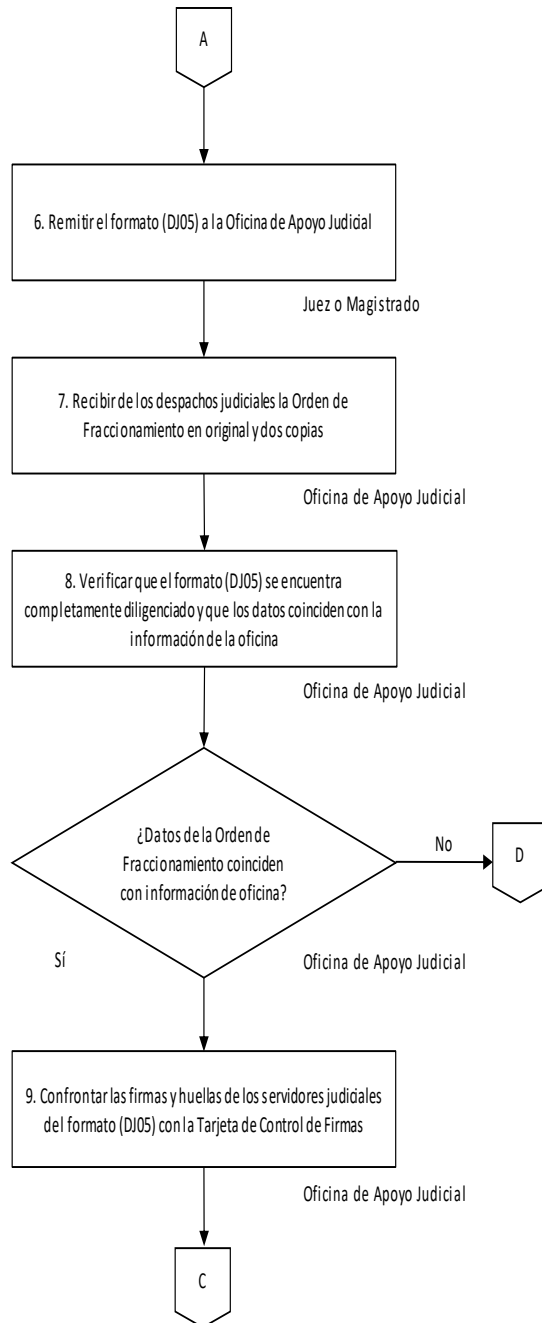 A
6. Remitir el formato (DJ05) a la Oficina de Apoyo Judicial
Juez o Magistrado
7. Recibir de los despachos judiciales la Orden de
Fraccionamiento en original y dos copias
Oficina de Apoyo Judicial
8. Verificar que el formato (DJ05) se encuentra
completamente diligenciado y que los datos coinciden con la
información de la oficina
Oficina de Apoyo Judicial
¿Datos de la Orden de
Fraccionamiento coinciden
con información de oficina?
No
D
Sí
Oficina de Apoyo Judicial
9. Confrontar las firmas y huellas de los servidores judiciales
del formato (DJ05) con la Tarjeta de Control de Firmas
Oficina de Apoyo Judicial
C